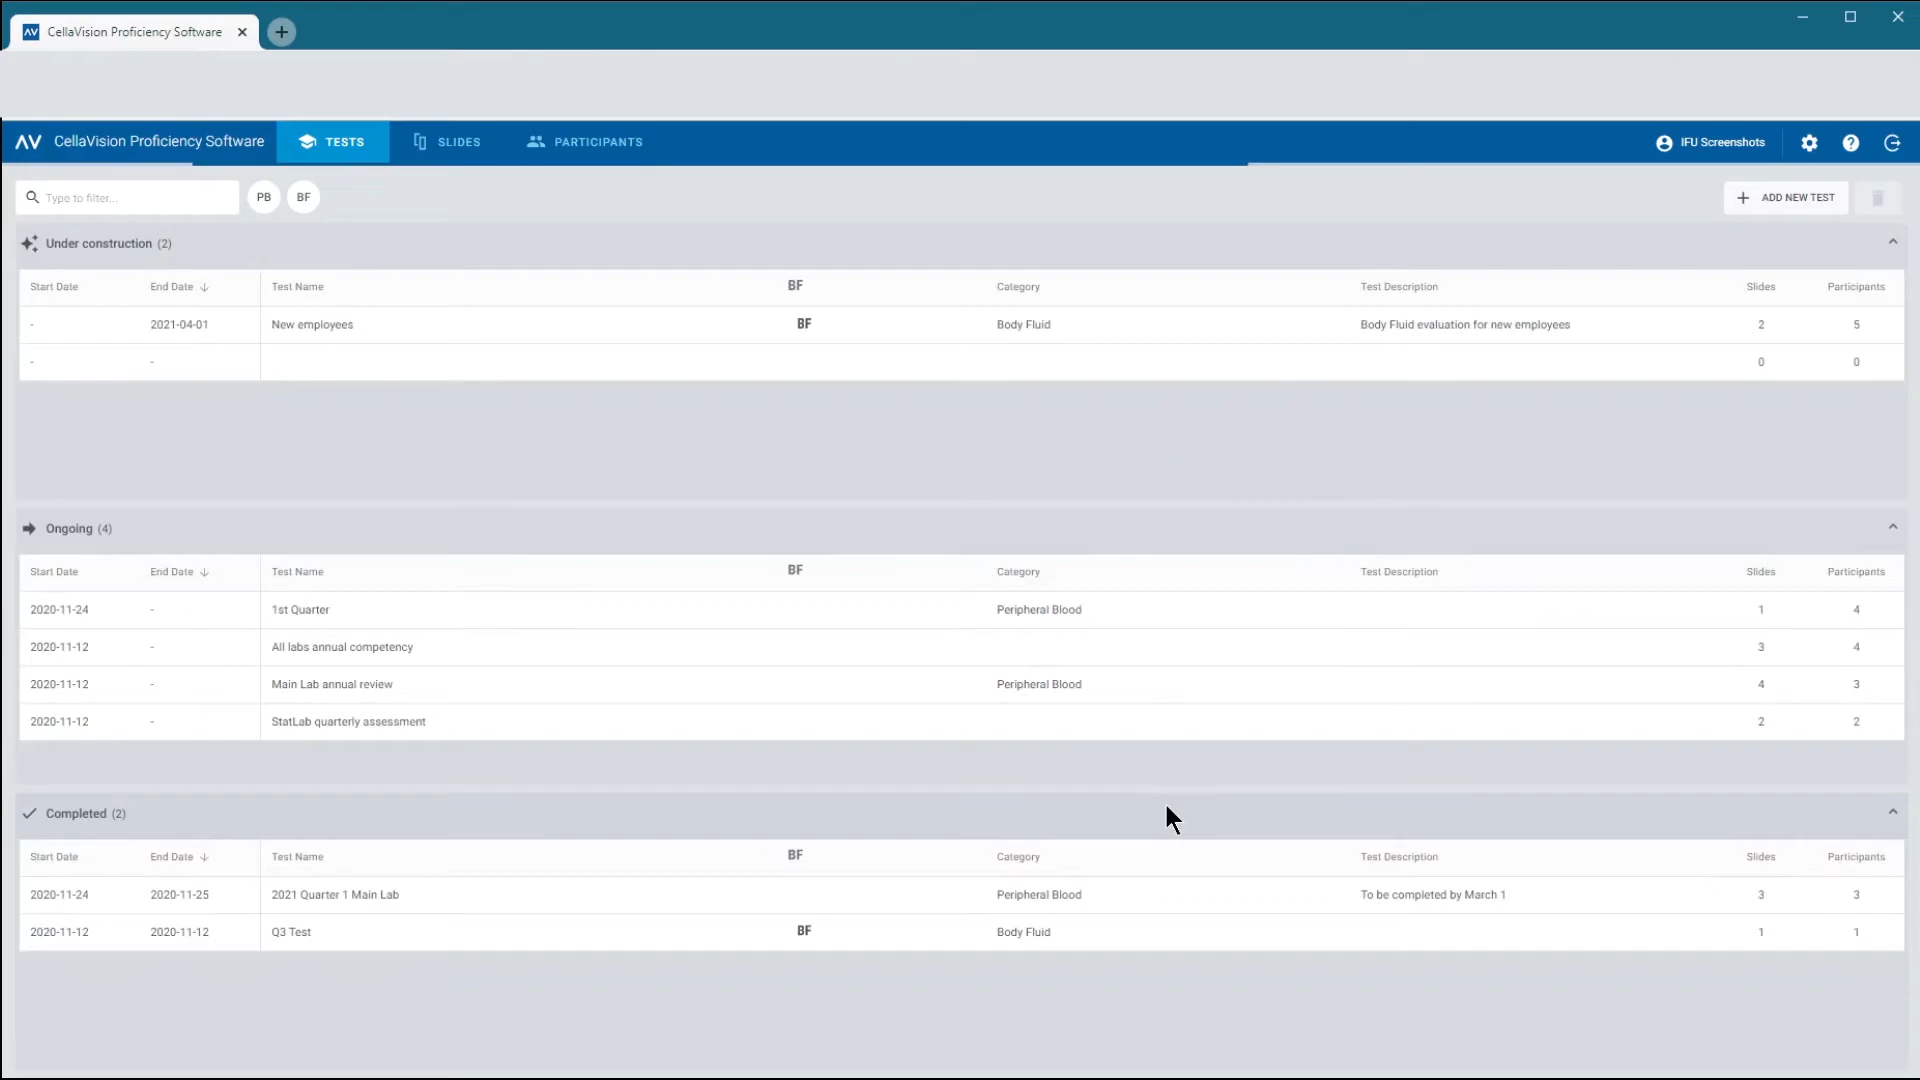 CellaVision Proficiency Software
CellaVision Proficiency Software TESTS SLIDES PARTICIPANTS IFU Screenshots
Type to filter... PB BF ADD NEW TEST
Under construction (2)
Start Date End Date Test Name BF Category Test Description Slides Participants
- 2021-04-01 New employees BF Body Fluid Body Fluid evaluation for new employees 2 5
- - 0 0
Ongoing (4)
Start Date End Date Test Name BF Category Test Description Slides Participants
2020-11-24 - 1st Quarter Peripheral Blood 1 4
2020-11-12 - All labs annual competency 3 4
2020-11-12 - Main Lab annual review Peripheral Blood 4 3
2020-11-12 - StatLab quarterly assessment 2 2
Completed (2)
Start Date End Date Test Name BF Category Test Description Slides Participants
2020-11-24 2020-11-25 2021 Quarter 1 Main Lab Peripheral Blood To be completed by March 1 3 3
2020-11-12 2020-11-12 Q3 Test BF Body Fluid 1 1